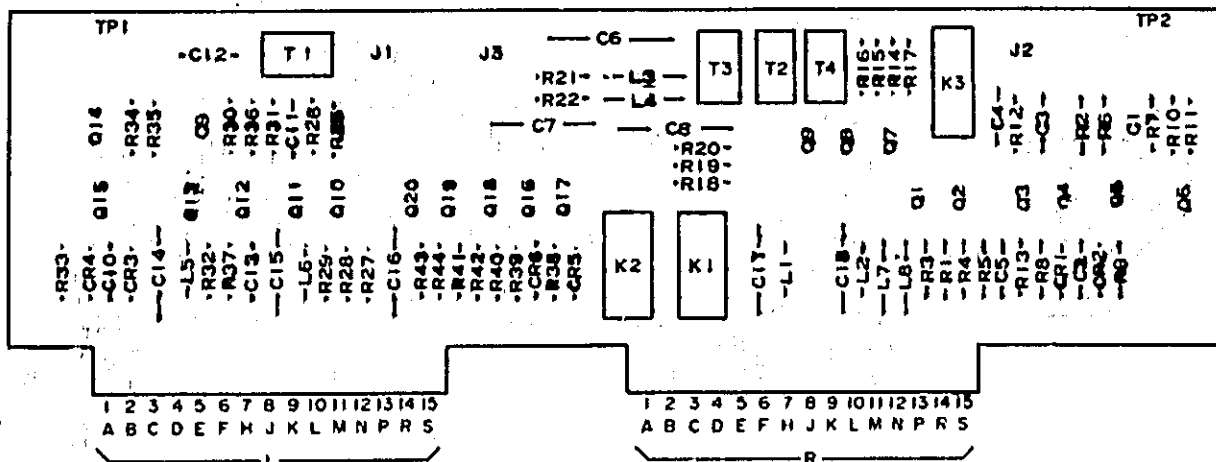 TP1 TP2
C12 T1 J1 J3 C6 T3 T2 T4 R16 R15 R14 R17 K3 J2
R21 L3
R22 L4
C7 C8
Q14 R34 R35 C9 R30 R36 R31 C11 R26 Q9 Q8 Q7 C4 R12 C3 R2 R6 C1 R7 R10 R11
R20
R19
R18
Q15 Q13 Q12 Q11 Q10 Q20 Q19 Q18 Q16 Q17 Q1 Q2 Q3 Q4 Q5 Q6
K2 K1
R33 CR4 C10 CR3 C14 L5 R32 R37 C13 C15 L6 R29 R28 R27 C16 R43 R44 R41 R42 R40 R39 CR6 R38 CR5 C17 L1 C18 L2 L7 L8 R3 R1 R4 R5 C5 R13 R8 CR1 C2 CR2 R9
1 2 3 4 5 6 7 8 9 10 11 12 13 14 15 1 2 3 4 5 6 7 8 9 10 11 12 13 14 15
A B C D E F H J K L M N P R S A B C D E F H J K L M N P R S
L R